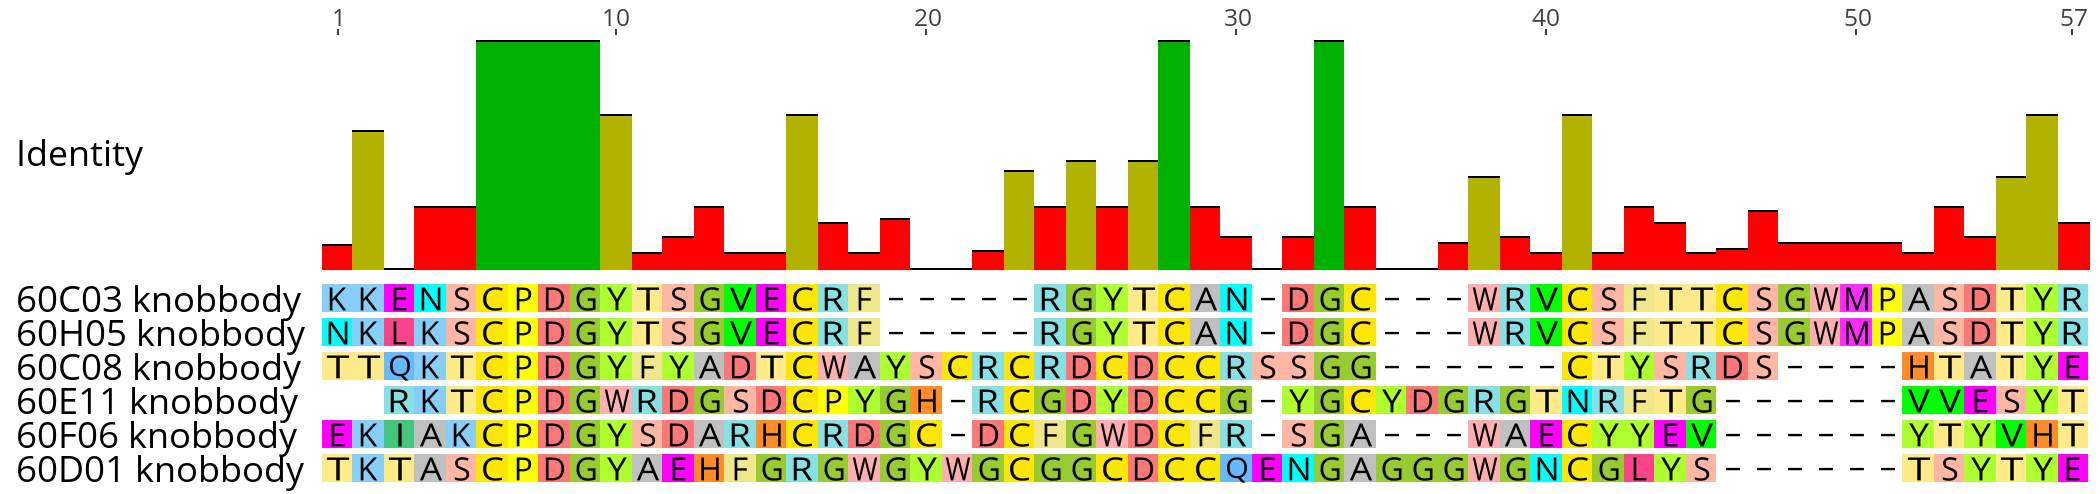 1 10 20 30 40 50 57
Identity
60C03 knobbody KKENSCPDGYTSGVECRF-----RGYTCAN-DGC---WRVCSFTTCSGWMPASDTYR
60H05 knobbody NKLKSCPDGYTSGVECRF-----RGYTCAN-DGC---WRVCSFTTCSGWMPASDTYR
60C08 knobbody TTQKTCPDGYFYADTCWAYSCRCRDCDCCRSSGG------CTYSRDS----HTATYE
60E11 knobbody RKTCPDGWRDGSDCPYGH-RCGDYDCCG-YGCYDGRGTNRFTG------VVESYT
60F06 knobbody EKIAKCPDGYSDARHCRDGC-DCFGWDCFR-SGA---WAECYYEV------YTYVHT
60D01 knobbody TKTASCPDGYAEHFGRGWGYWGCGGCDCCQENGAGGGWGNCGLYS------TSYTYE